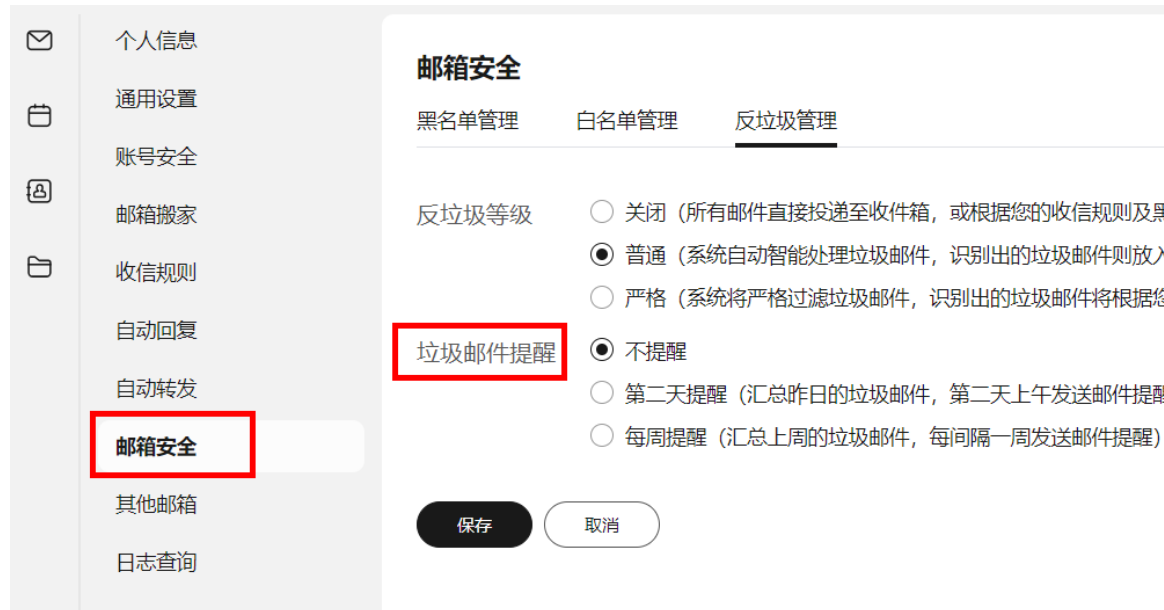 个人信息
通用设置
账号安全
邮箱搬家
收信规则
自动回复
自动转发
邮箱安全
其他邮箱
日志查询
邮箱安全
黑名单管理 白名单管理 反垃圾管理
反垃圾等级
关闭（所有邮件直接投递至收件箱，或根据您的收信规则及黑
普通（系统自动智能处理垃圾邮件，识别出的垃圾邮件则放入
严格（系统将严格过滤垃圾邮件，识别出的垃圾邮件将根据您
垃圾邮件提醒
不提醒
第二天提醒（汇总昨日的垃圾邮件，第二天上午发送邮件提醒
每周提醒（汇总上周的垃圾邮件，每间隔一周发送邮件提醒）
保存 取消